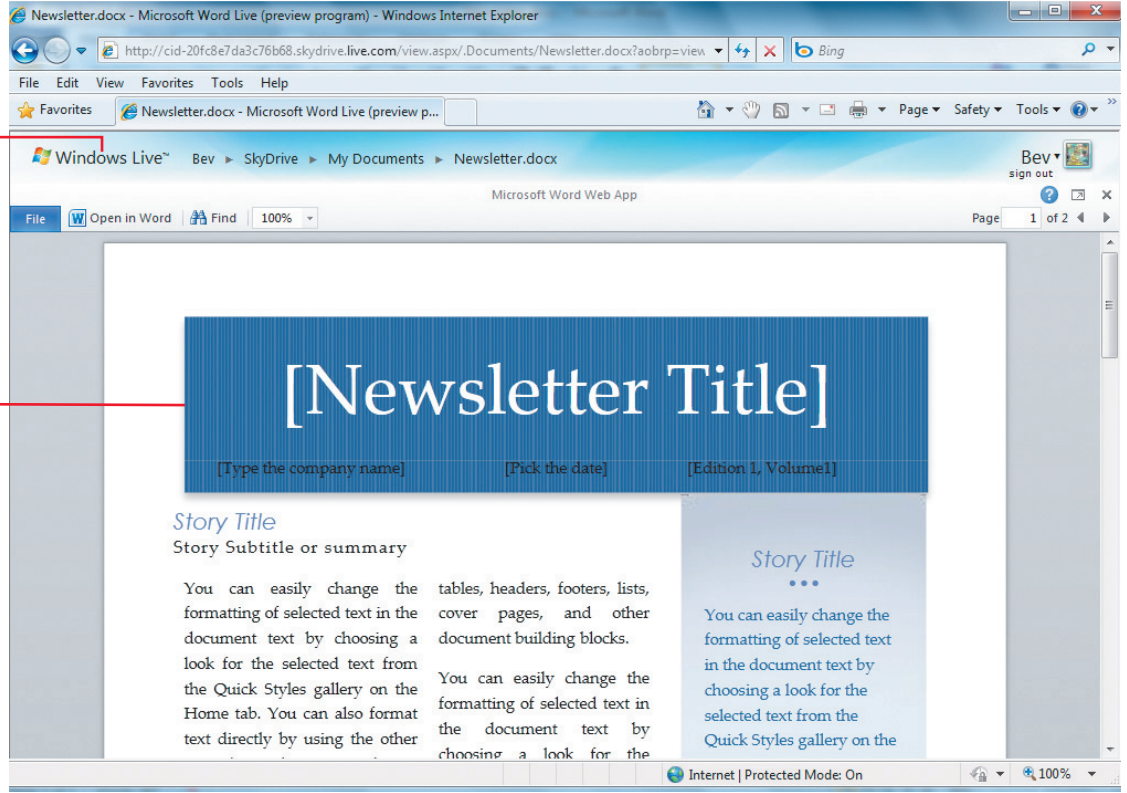 Newsletter.docx - Microsoft Word Live (preview program) - Windows Internet Explorer
http://cid-20fc8e7da3c76b68.skydrive.live.com/view.aspx/.Documents/Newsletter.docx?aobrp=view
Bing
File Edit View Favorites Tools Help
Favorites Newsletter.docx - Microsoft Word Live (preview p... Page Safety Tools
Windows Live™ Bev ▸ SkyDrive ▸ My Documents ▸ Newsletter.docx Bev
sign out
Microsoft Word Web App
File Open in Word Find 100% Page 1 of 2
[Newsletter Title]
[Type the company name] [Pick the date] [Edition 1, Volume1]
Story Title
Story Subtitle or summary
You can easily change the
formatting of selected text in the
document text by choosing a
look for the selected text from
the Quick Styles gallery on the
Home tab. You can also format
text directly by using the other
tables, headers, footers, lists,
cover pages, and other
document building blocks.
You can easily change the
formatting of selected text in
the document text by
choosing a look for the
Story Title
•••
You can easily change the
formatting of selected text
in the document text by
choosing a look for the
selected text from the
Quick Styles gallery on the
Internet | Protected Mode: On 100%